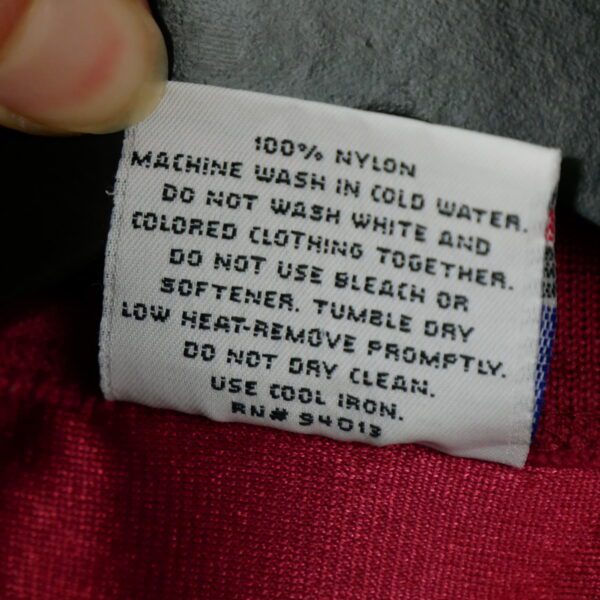 100% NYLON
MACHINE WASH IN COLD WATER.
DO NOT WASH WHITE AND
COLORED CLOTHING TOGETHER.
DO NOT USE BLEACH OR
SOFTENER. TUMBLE DRY
LOW HEAT-REMOVE PROMPTLY.
DO NOT DRY CLEAN.
USE COOL IRON.
RN# 94013